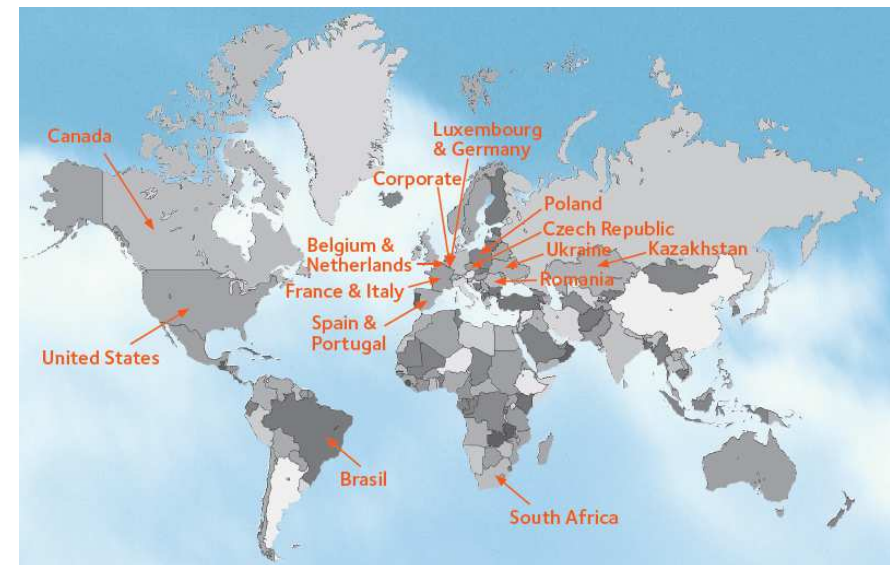 Canada
Luxembourg
& Germany
Corporate
Poland
Czech Republic
Belgium &
Netherlands
Ukraine
Kazakhstan
France & Italy
Romania
Spain &
Portugal
United States
Brasil
South Africa